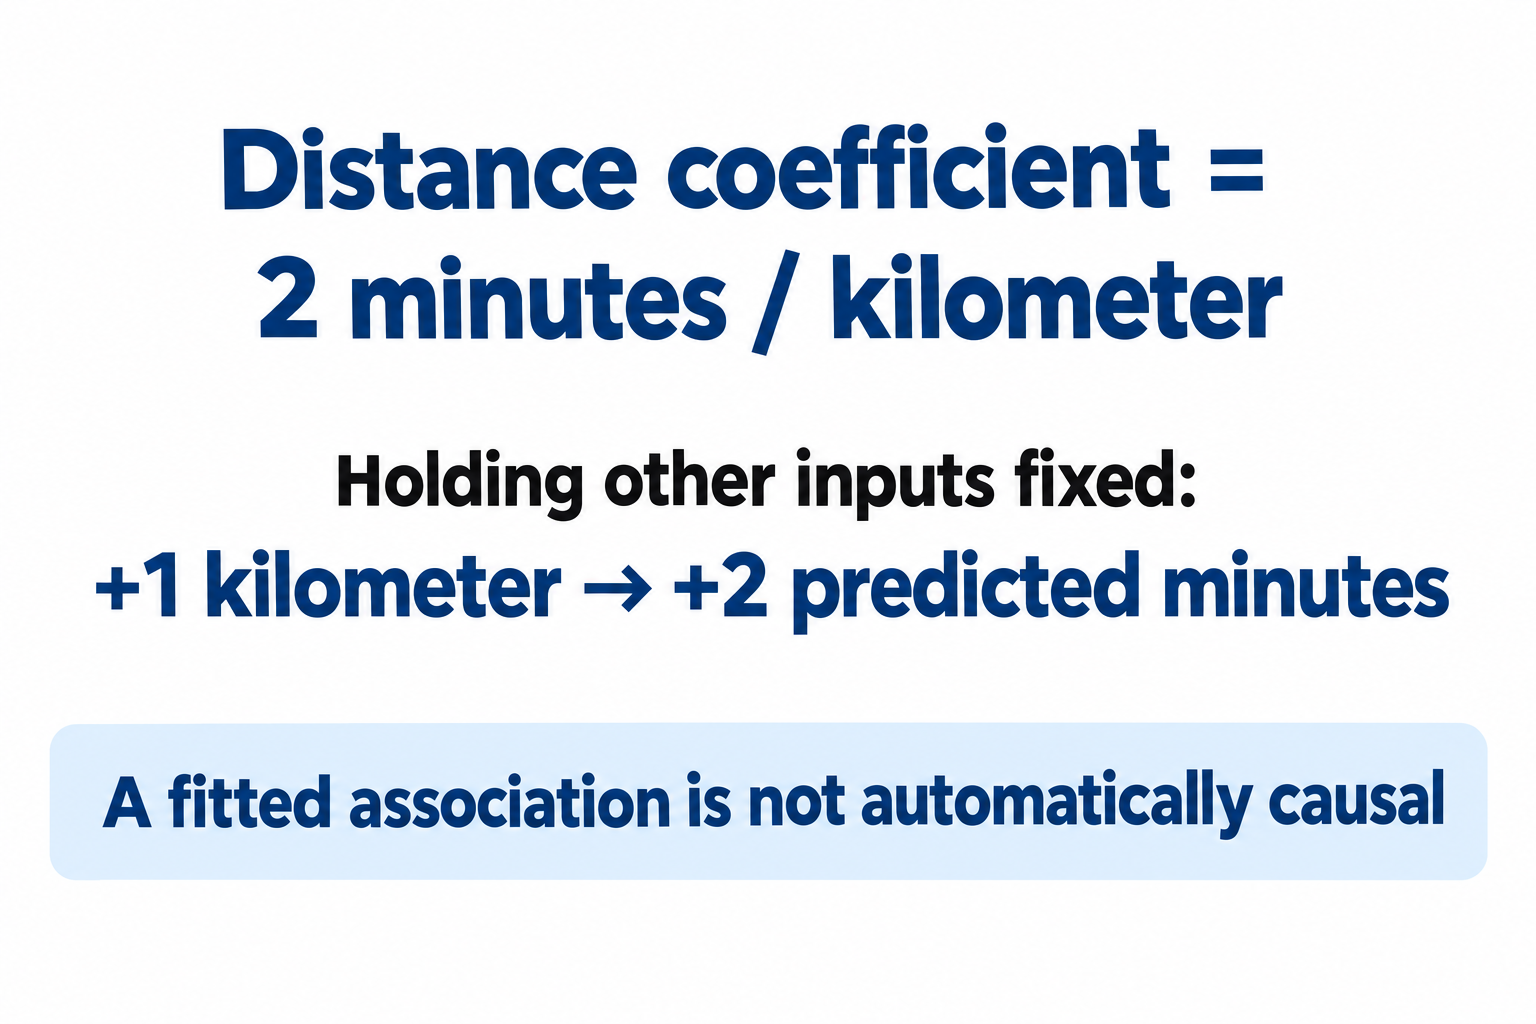 Distance coefficient =
2 minutes / kilometer
Holding other inputs fixed:
+1 kilometer → +2 predicted minutes
A fitted association is not automatically causal